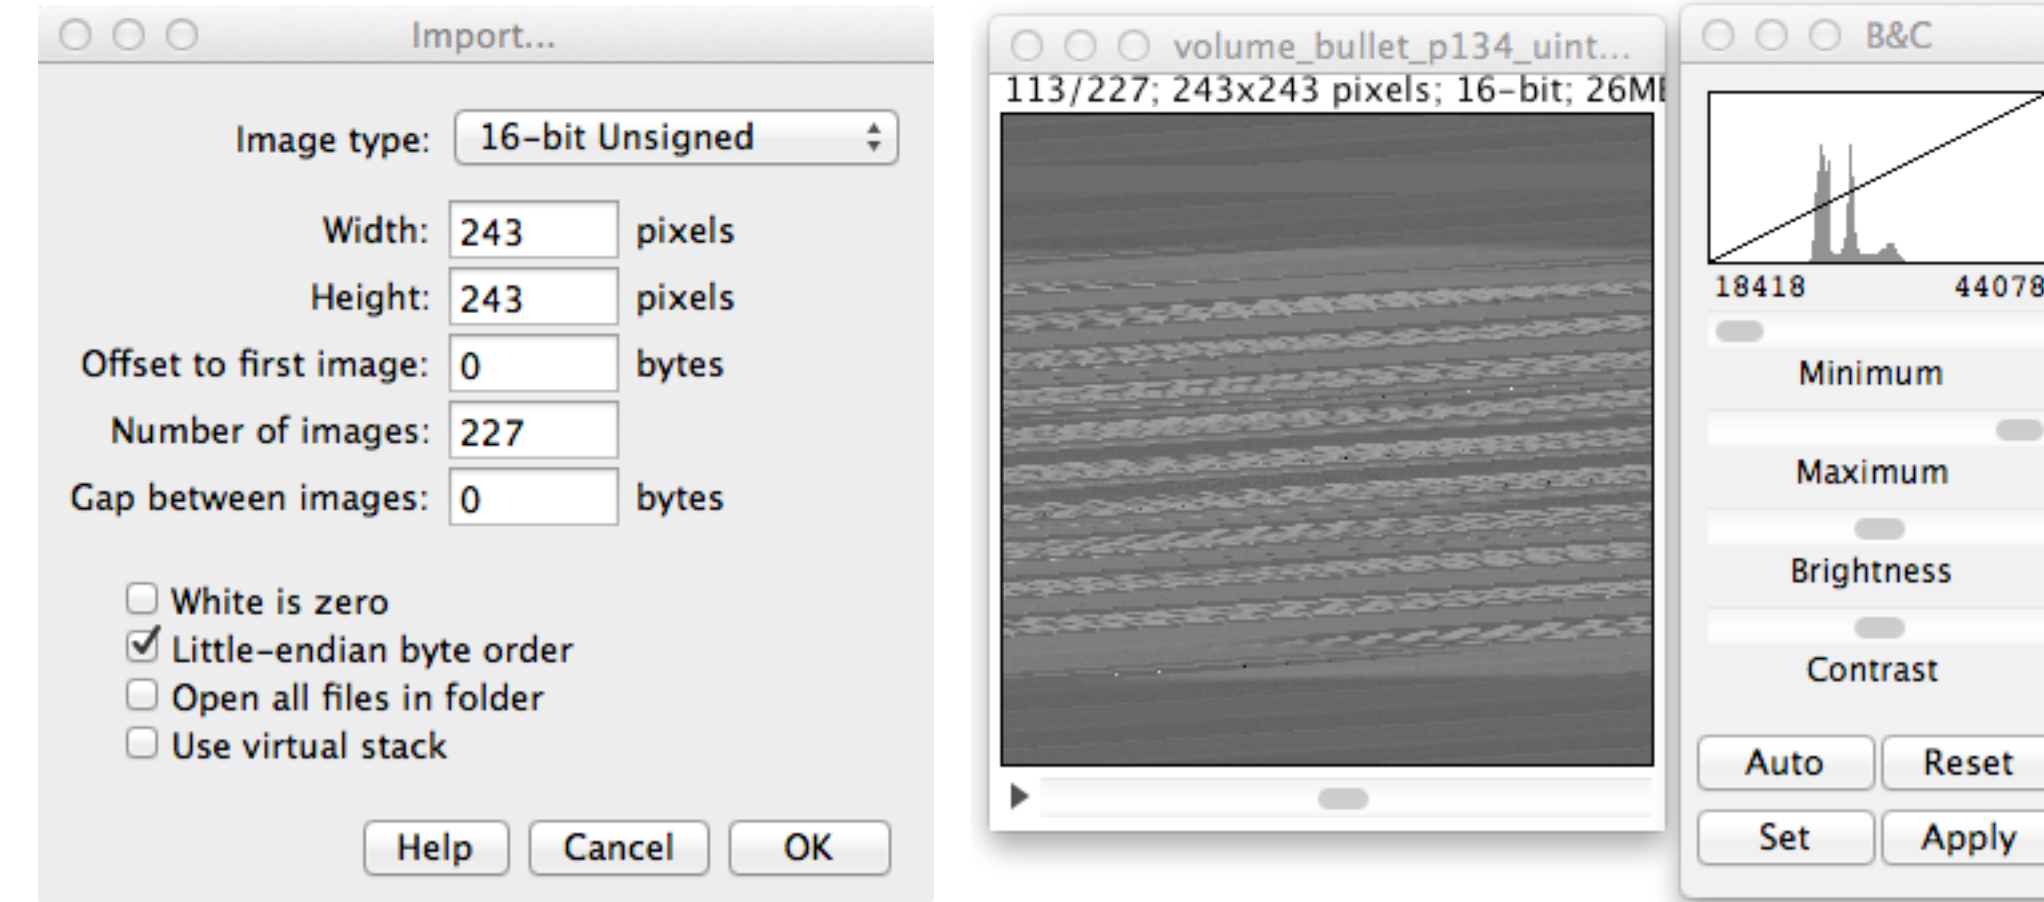 Import...
Image type: 16-bit Unsigned
Width: 243 pixels
Height: 243 pixels
Offset to first image: 0 bytes
Number of images: 227
Gap between images: 0 bytes
White is zero
Little-endian byte order
Open all files in folder
Use virtual stack
Help Cancel OK
volume_bullet_p134_uint...
113/227; 243x243 pixels; 16-bit; 26M
B&C
18418 44078
Minimum
Maximum
Brightness
Contrast
Auto Reset
Set Apply